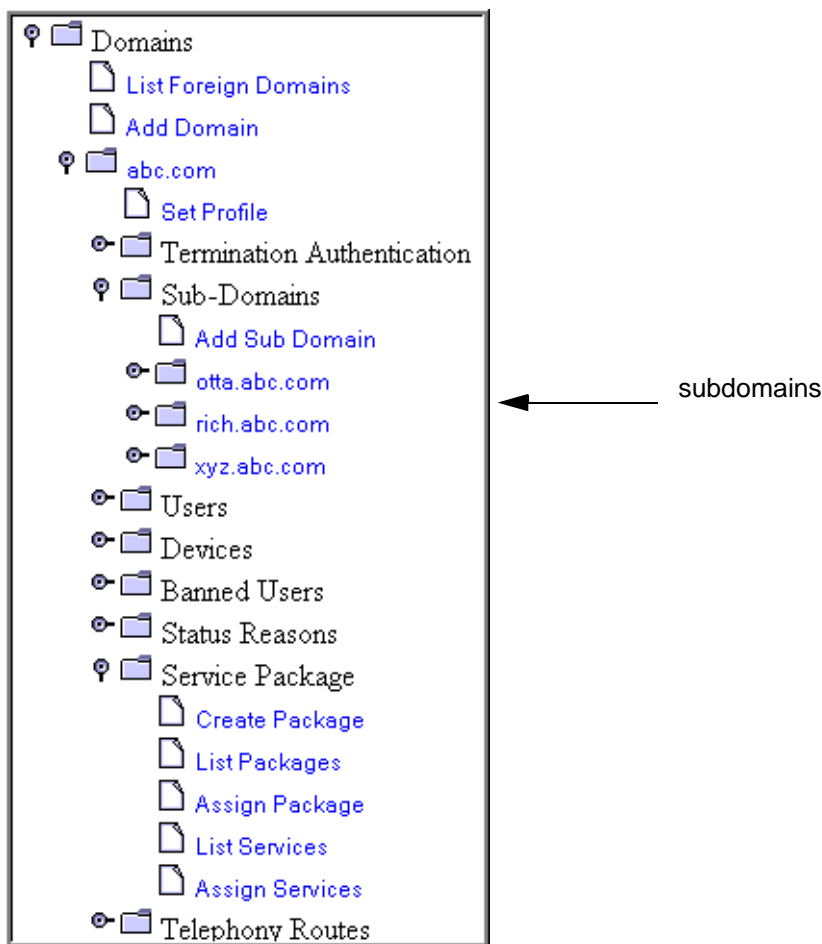 Domains
List Foreign Domains
Add Domain
abc.com
Set Profile
Termination Authentication
Sub-Domains
Add Sub Domain
otta.abc.com
subdomains
rich.abc.com
xyz.abc.com
Users
Devices
Banned Users
Status Reasons
Service Package
Create Package
List Packages
Assign Package
List Services
Assign Services
Telephony Routes